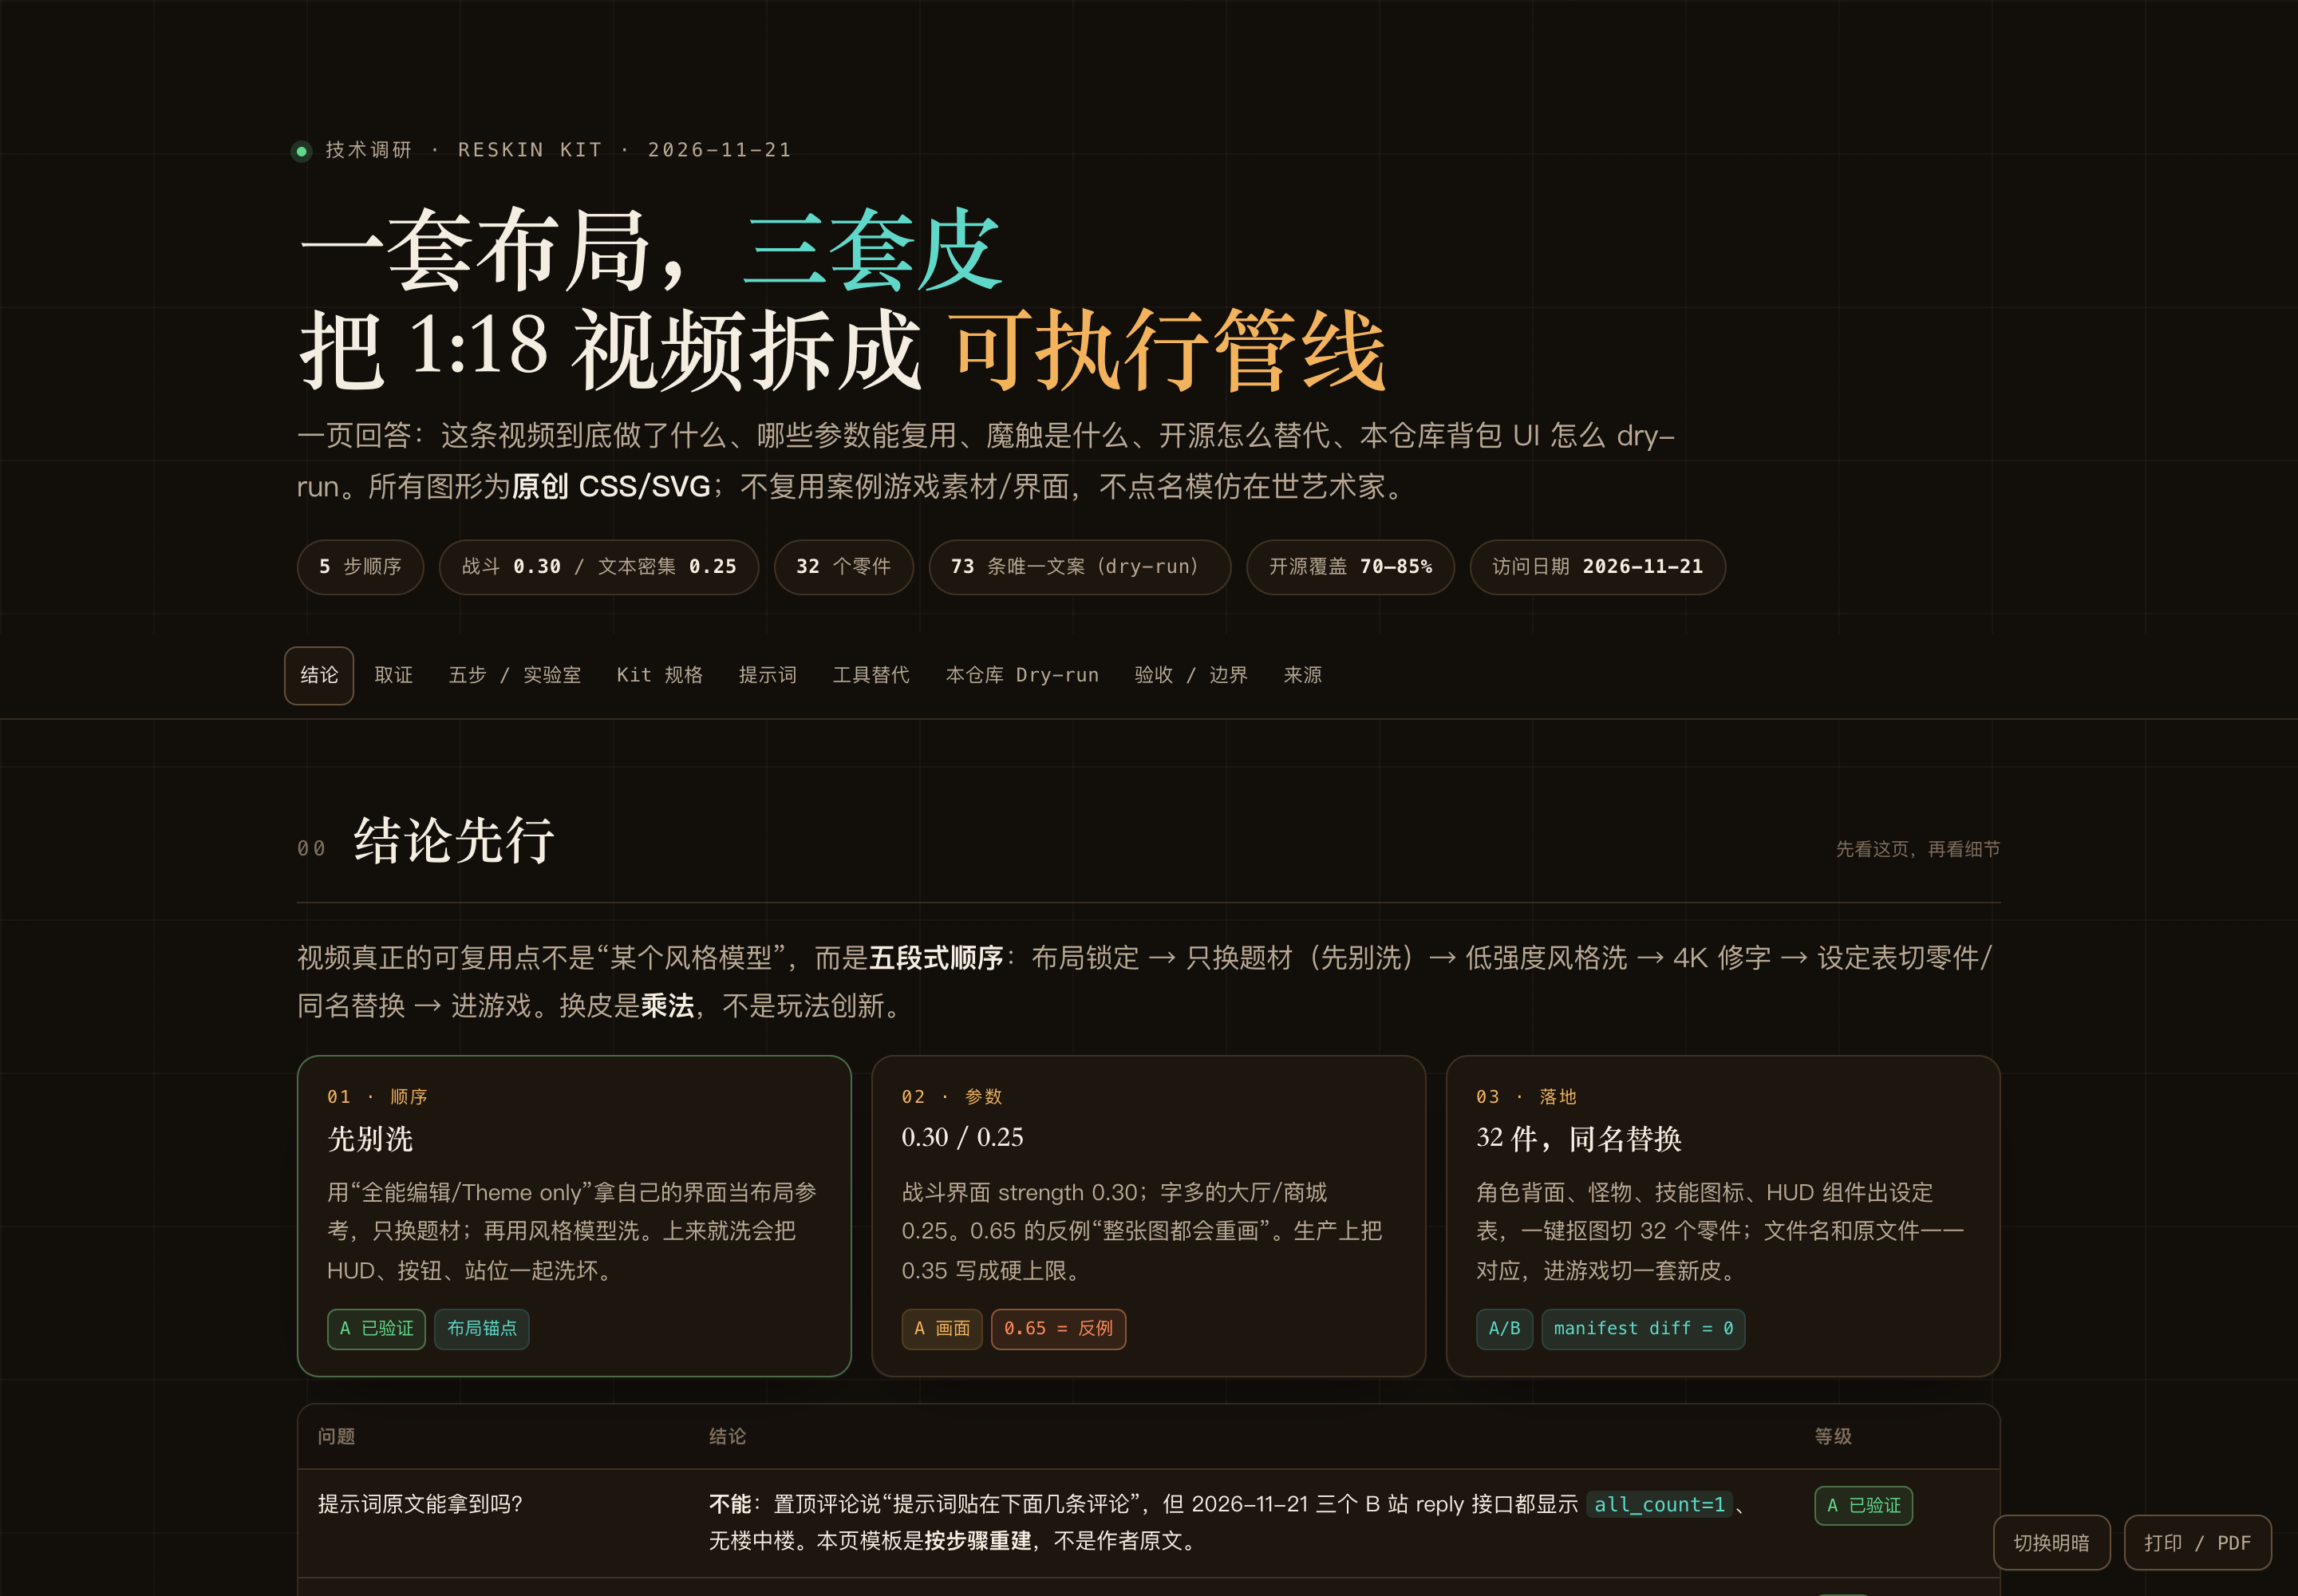 技术调研 · RESKIN KIT · 2026-11-21
一套布局，三套皮
把 1:18 视频拆成 可执行管线
一页回答：这条视频到底做了什么、哪些参数能复用、魔触是什么、开源怎么替代、本仓库背包 UI 怎么 dry-
run。所有图形为原创 CSS/SVG；不复用案例游戏素材/界面，不点名模仿在世艺术家。
5 步顺序
战斗 0.30 / 文本密集 0.25
32 个零件
73 条唯一文案（dry-run）
开源覆盖 70–85%
访问日期 2026-11-21
结论
取证
五步 / 实验室
Kit 规格
提示词
工具替代
本仓库 Dry-run
验收 / 边界
来源
00 结论先行
先看这页，再看细节
视频真正的可复用点不是“某个风格模型”，而是五段式顺序：布局锁定 → 只换题材（先别洗）→ 低强度风格洗 → 4K 修字 → 设定表切零件/
同名替换 → 进游戏。换皮是乘法，不是玩法创新。
01 · 顺序
先别洗
用“全能编辑/Theme only”拿自己的界面当布局参
考，只换题材；再用风格模型洗。上来就洗会把
HUD、按钮、站位一起洗坏。
A 已验证
布局锚点
02 · 参数
0.30 / 0.25
战斗界面 strength 0.30；字多的大厅/商城
0.25。0.65 的反例“整张图都会重画”。生产上把
0.35 写成硬上限。
A 画面
0.65 = 反例
03 · 落地
32 件，同名替换
角色背面、怪物、技能图标、HUD 组件出设定
表，一键抠图切 32 个零件；文件名和原文件一一
对应，进游戏切一套新皮。
A/B
manifest diff = 0
问题
结论
等级
提示词原文能拿到吗？
不能：置顶评论说“提示词贴在下面几条评论”，但 2026-11-21 三个 B 站 reply 接口都显示 all_count=1 、
无楼中楼。本页模板是按步骤重建，不是作者原文。
A 已验证
切换明暗
打印 / PDF